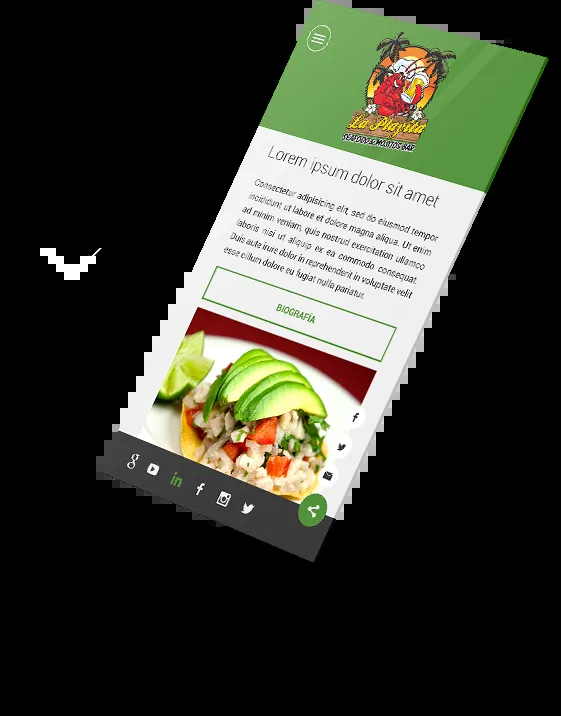 La Playita
SEAFOOD & MOJITOS BAR
Lorem ipsum dolor sit amet
Consectetur adipisicing elit, sed do eiusmod tempor
incididunt ut labore et dolore magna aliqua. Ut enim
ad minim veniam, quis nostrud exercitation ullamco
laboris nisi ut aliquip ex ea commodo consequat.
Duis aute irure dolor in reprehenderit in voluptate velit
esse cillum dolore eu fugiat nulla pariatur.
BIOGRAFÍA